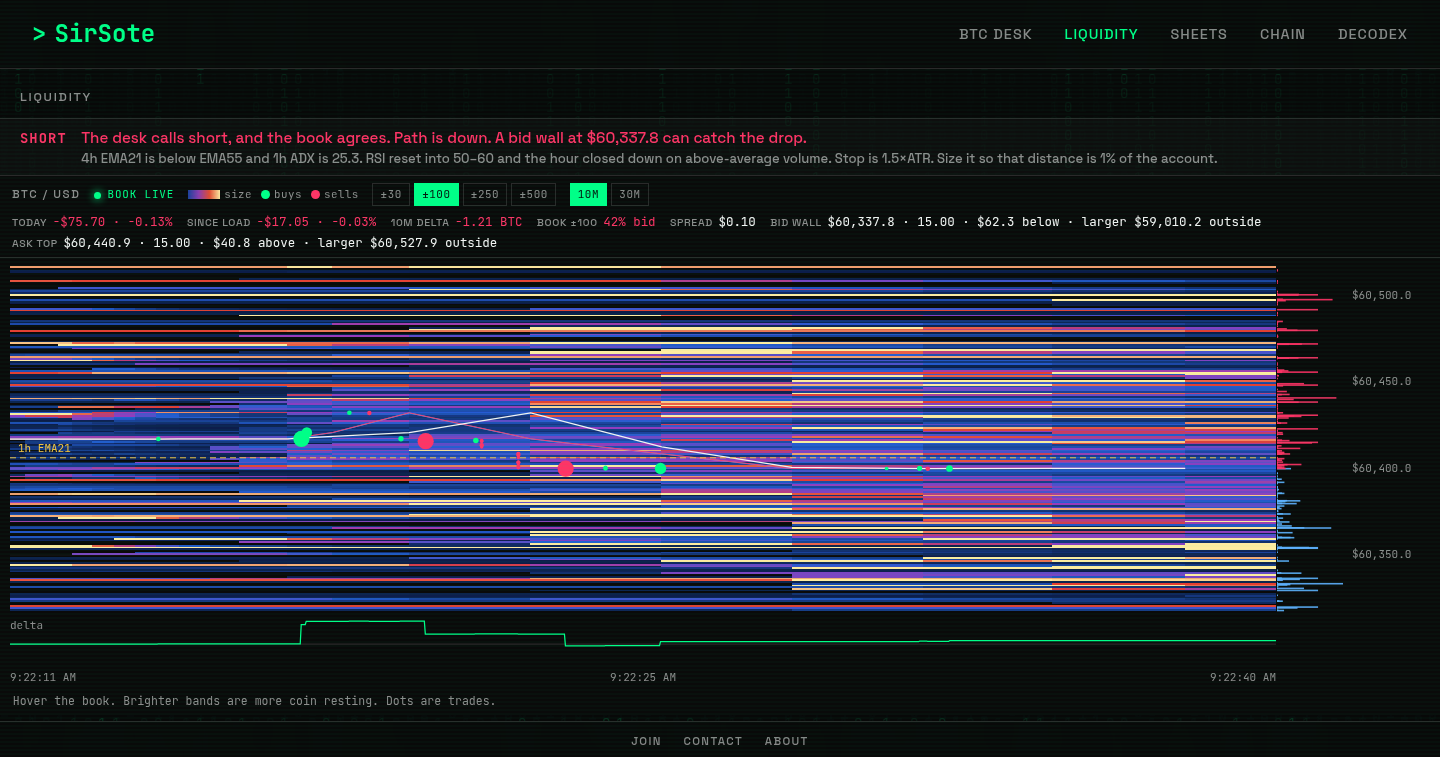 > SirSote
BTC DESK LIQUIDITY SHEETS CHAIN DECODEX
LIQUIDITY
SHORT The desk calls short, and the book agrees. Path is down. A bid wall at $60,337.8 can catch the drop.
4h EMA21 is below EMA55 and 1h ADX is 25.3. RSI reset into 50–60 and the hour closed down on above-average volume. Stop is 1.5×ATR. Size it so that distance is 1% of the account.
BTC / USD BOOK LIVE size buys sells ±30 ±100 ±250 ±500 10M 30M
TODAY -$75.70 · -0.13% SINCE LOAD -$17.05 · -0.03% 10M DELTA -1.21 BTC BOOK ±100 42% bid SPREAD $0.10 BID WALL $60,337.8 · 15.00 · $62.3 below · larger $59,010.2 outside
ASK TOP $60,440.9 · 15.00 · $40.8 above · larger $60,527.9 outside
$60,500.0
$60,450.0
1h EMA21
$60,400.0
$60,350.0
delta
9:22:11 AM 9:22:25 AM 9:22:40 AM
Hover the book. Brighter bands are more coin resting. Dots are trades.
JOIN CONTACT ABOUT